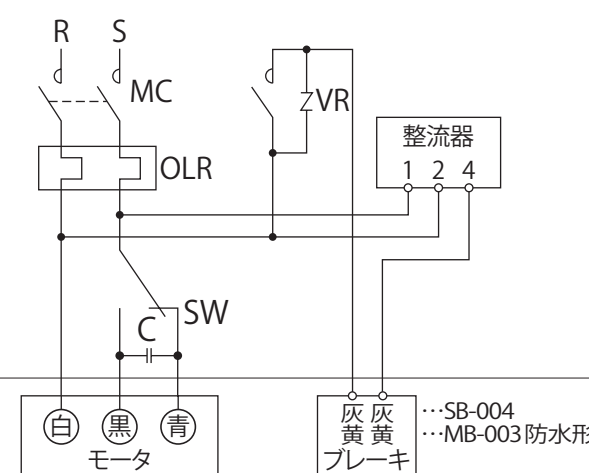 R S
MC
VR
整流器
1 2 4
OLR
SW
C
白 黒 青
モータ
灰 灰 …SB-004
黄 黄 …MB-003防水形
ブレーキ